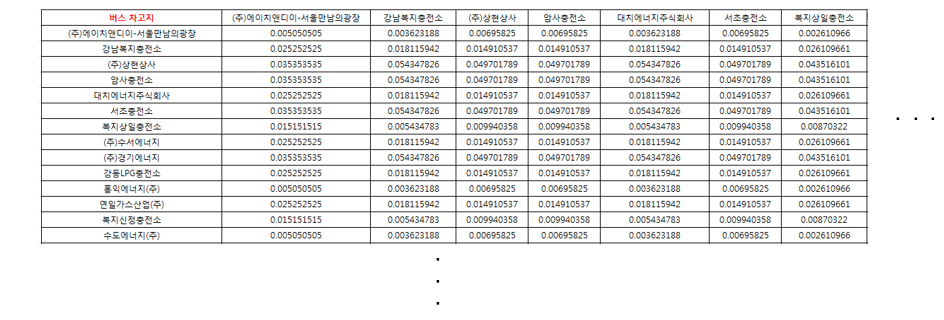 버스 차고지 (주)에이치앤디이-서울만남의광장 강남복지충전소 (주)상현상사 암사충전소 대치에너지주식회사 서초충전소 복지상일충전소
(주)에이치앤디이-서울만남의광장 0.005050505 0.003623188 0.00695825 0.00695825 0.003623188 0.00695825 0.002610966
강남복지충전소 0.025252525 0.018115942 0.014910537 0.014910537 0.018115942 0.014910537 0.026109661
(주)상현상사 0.035353535 0.054347826 0.049701789 0.049701789 0.054347826 0.049701789 0.043516101
암사충전소 0.035353535 0.054347826 0.049701789 0.049701789 0.054347826 0.049701789 0.043516101
대치에너지주식회사 0.025252525 0.018115942 0.014910537 0.014910537 0.018115942 0.014910537 0.026109661
서초충전소 0.035353535 0.054347826 0.049701789 0.049701789 0.054347826 0.049701789 0.043516101
복지상일충전소 0.015151515 0.005434783 0.009940358 0.009940358 0.005434783 0.009940358 0.00870322
(주)수서에너지 0.025252525 0.018115942 0.014910537 0.014910537 0.018115942 0.014910537 0.026109661
(주)경기에너지 0.035353535 0.054347826 0.049701789 0.049701789 0.054347826 0.049701789 0.043516101
강동LPG충전소 0.025252525 0.018115942 0.014910537 0.014910537 0.018115942 0.014910537 0.026109661
홍익에너지(주) 0.005050505 0.003623188 0.00695825 0.00695825 0.003623188 0.00695825 0.002610966
연일가스산업(주) 0.025252525 0.018115942 0.014910537 0.014910537 0.018115942 0.014910537 0.026109661
복지신정충전소 0.015151515 0.005434783 0.009940358 0.009940358 0.005434783 0.009940358 0.00870322
수도에너지(주) 0.005050505 0.003623188 0.00695825 0.00695825 0.003623188 0.00695825 0.002610966